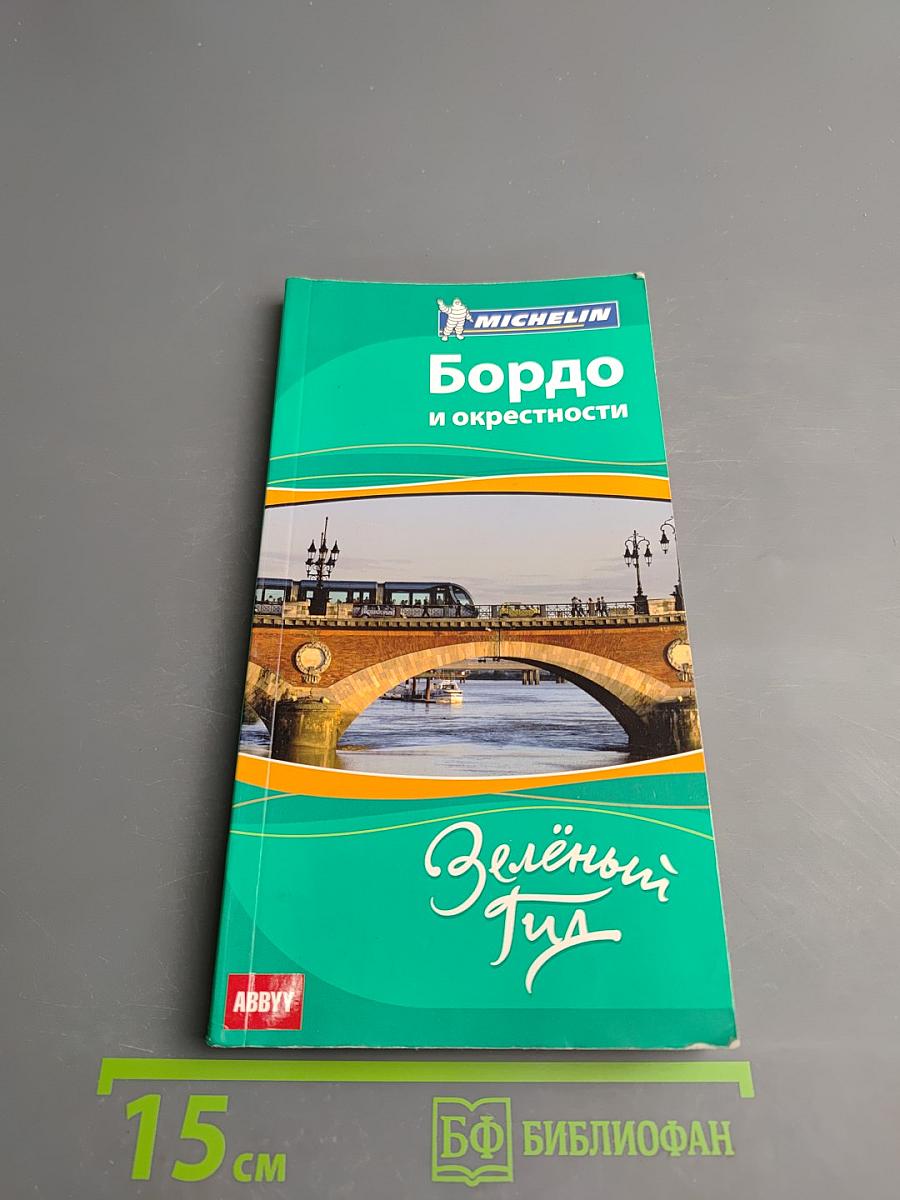 MICHELIN
Бордо
и окрестности
Зелёный
Гид
ABBYY
15 см
БФ БИБЛИОФАН